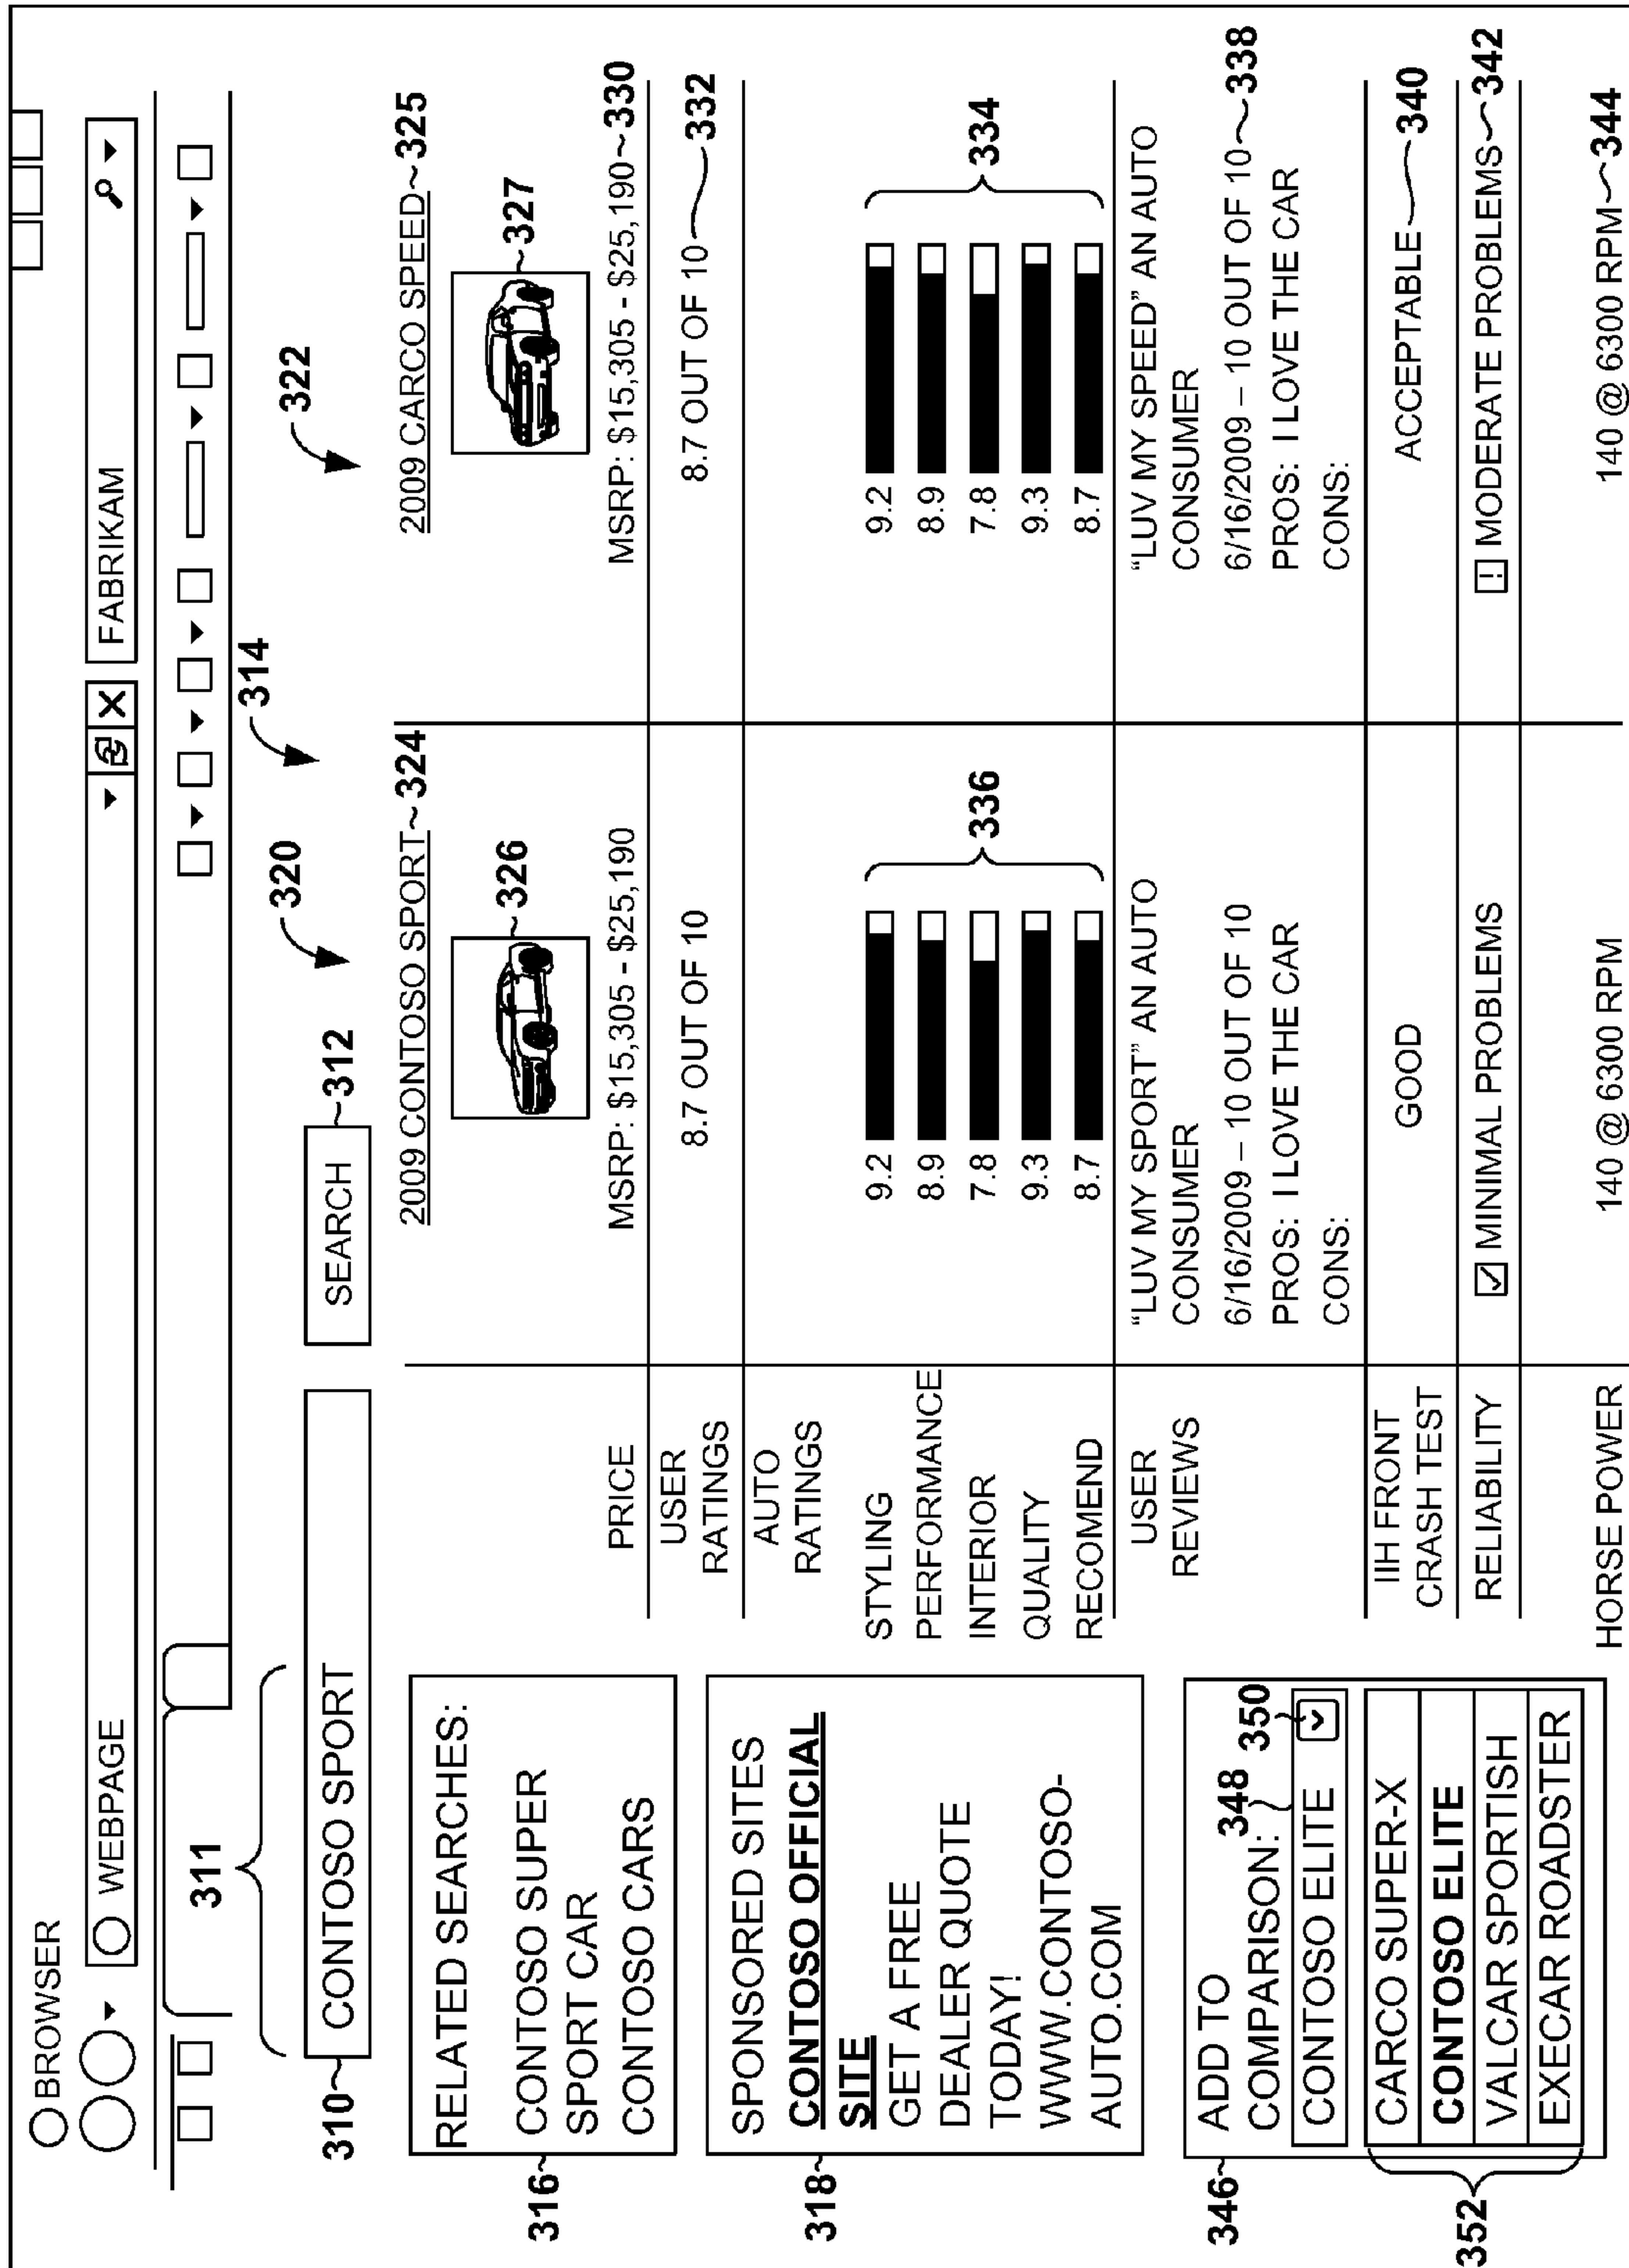 BROWSER
WEBPAGE
FABRIKAM
311
314
310
CONTOSO SPORT
SEARCH
312
320
322
316
RELATED SEARCHES:
CONTOSO SUPER
SPORT CAR
CONTOSO CARS
318
SPONSORED SITES
CONTOSO OFFICIAL
SITE
GET A FREE
DEALER QUOTE
TODAY!
WWW.CONTOSO-
AUTO.COM
346
ADD TO
COMPARISON:
348
350
CONTOSO ELITE
352
CARCO SUPER-X
CONTOSO ELITE
VALCAR SPORTISH
EXECAR ROADSTER
2009 CONTOSO SPORT 324
2009 CARCO SPEED 325
326
327
PRICE
MSRP: $15,305 - $25,190
MSRP: $15,305 - $25,190 330
USER
RATINGS
8.7 OUT OF 10
8.7 OUT OF 10 332
AUTO
RATINGS
STYLING 9.2 9.2
PERFORMANCE 8.9 8.9
INTERIOR 7.8 336 7.8 334
QUALITY 9.3 9.3
RECOMEND 8.7 8.7
USER
REVIEWS
"LUV MY SPORT" AN AUTO
CONSUMER
6/16/2009 – 10 OUT OF 10
PROS: I LOVE THE CAR
CONS:
"LUV MY SPEED" AN AUTO
CONSUMER
6/16/2009 – 10 OUT OF 10 338
PROS: I LOVE THE CAR
CONS:
IIH FRONT
CRASH TEST
GOOD
ACCEPTABLE 340
RELIABILITY
MINIMAL PROBLEMS
! MODERATE PROBLEMS 342
HORSE POWER
140 @ 6300 RPM
140 @ 6300 RPM 344